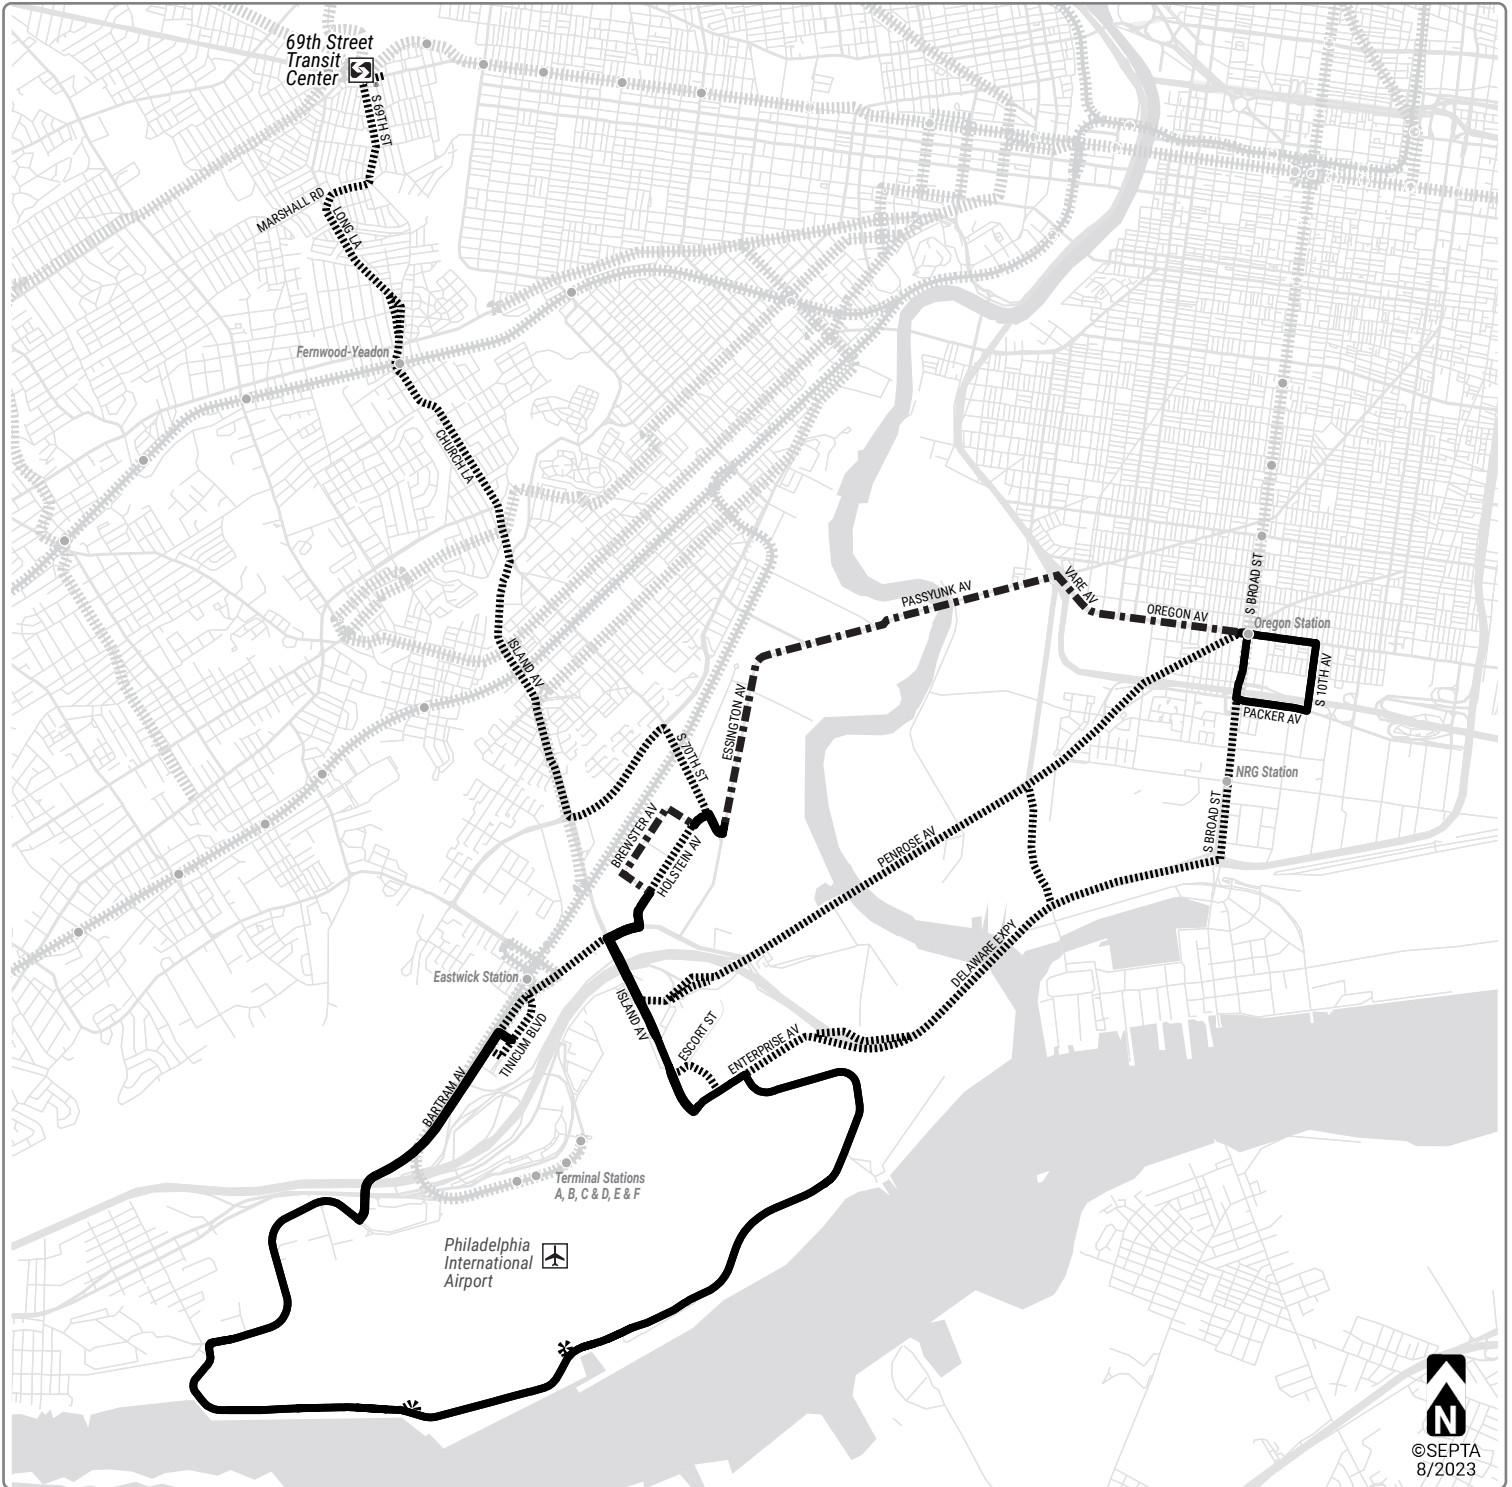 69th Street
Transit
Center
S 69TH ST
MARSHALL RD
LONG LA
Fernwood-Yeadon
CHURCH LA
ISLAND AV
PASSYUNK AV
VARE AV
OREGON AV
S BROAD ST
Oregon Station
S 10TH AV
PACKER AV
ESSINGTON AV
S 70TH ST
NRG Station
BREWSTER AV
HOLSTEIN AV
S BROAD ST
PENROSE AV
DELAWARE EXPY
Eastwick Station
ISLAND AV
ESCORT ST
ENTERPRISE AV
TINICUM BLVD
BARTRAM AV
Terminal Stations
A, B, C & D, E & F
Philadelphia
International
Airport
N
©SEPTA
8/2023